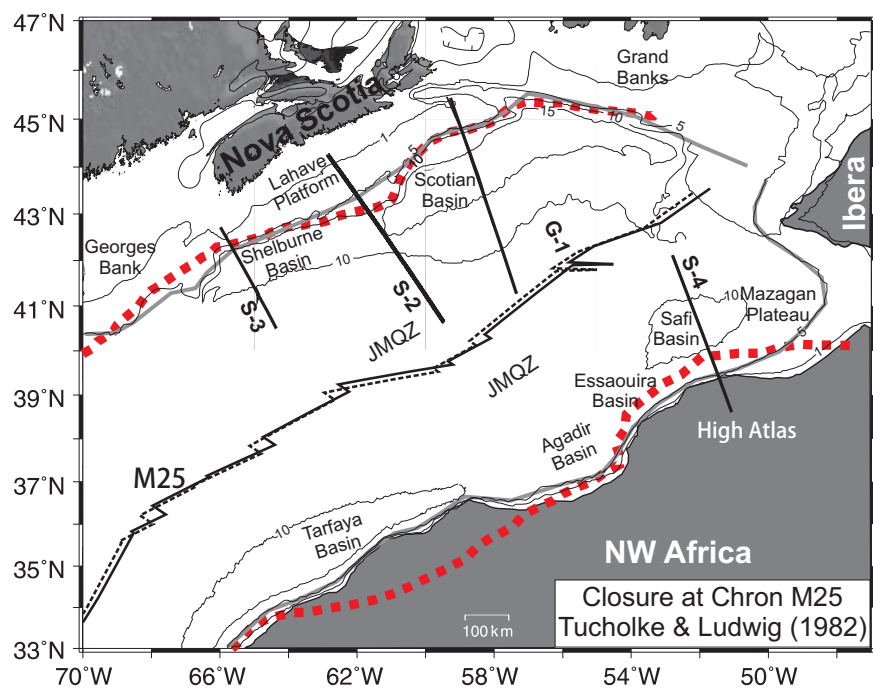 47°N
45°N
43°N
41°N
39°N
37°N
35°N
33°N
70°W
66°W
62°W
58°W
54°W
50°W
Grand
Banks
Nova Scotia
1
5
10
15
10
5
Lahave
Platform
Scotian
Basin
Ibera
Georges
Bank
Shelburne
Basin
10
G-1
S-3
S-2
S-4
10
Mazagan
Plateau
Safi
Basin
5
1
JMQZ
JMQZ
Essaouira
Basin
High Atlas
Agadir
Basin
M25
10
Tarfaya
Basin
NW Africa
100 km
Closure at Chron M25
Tucholke & Ludwig (1982)